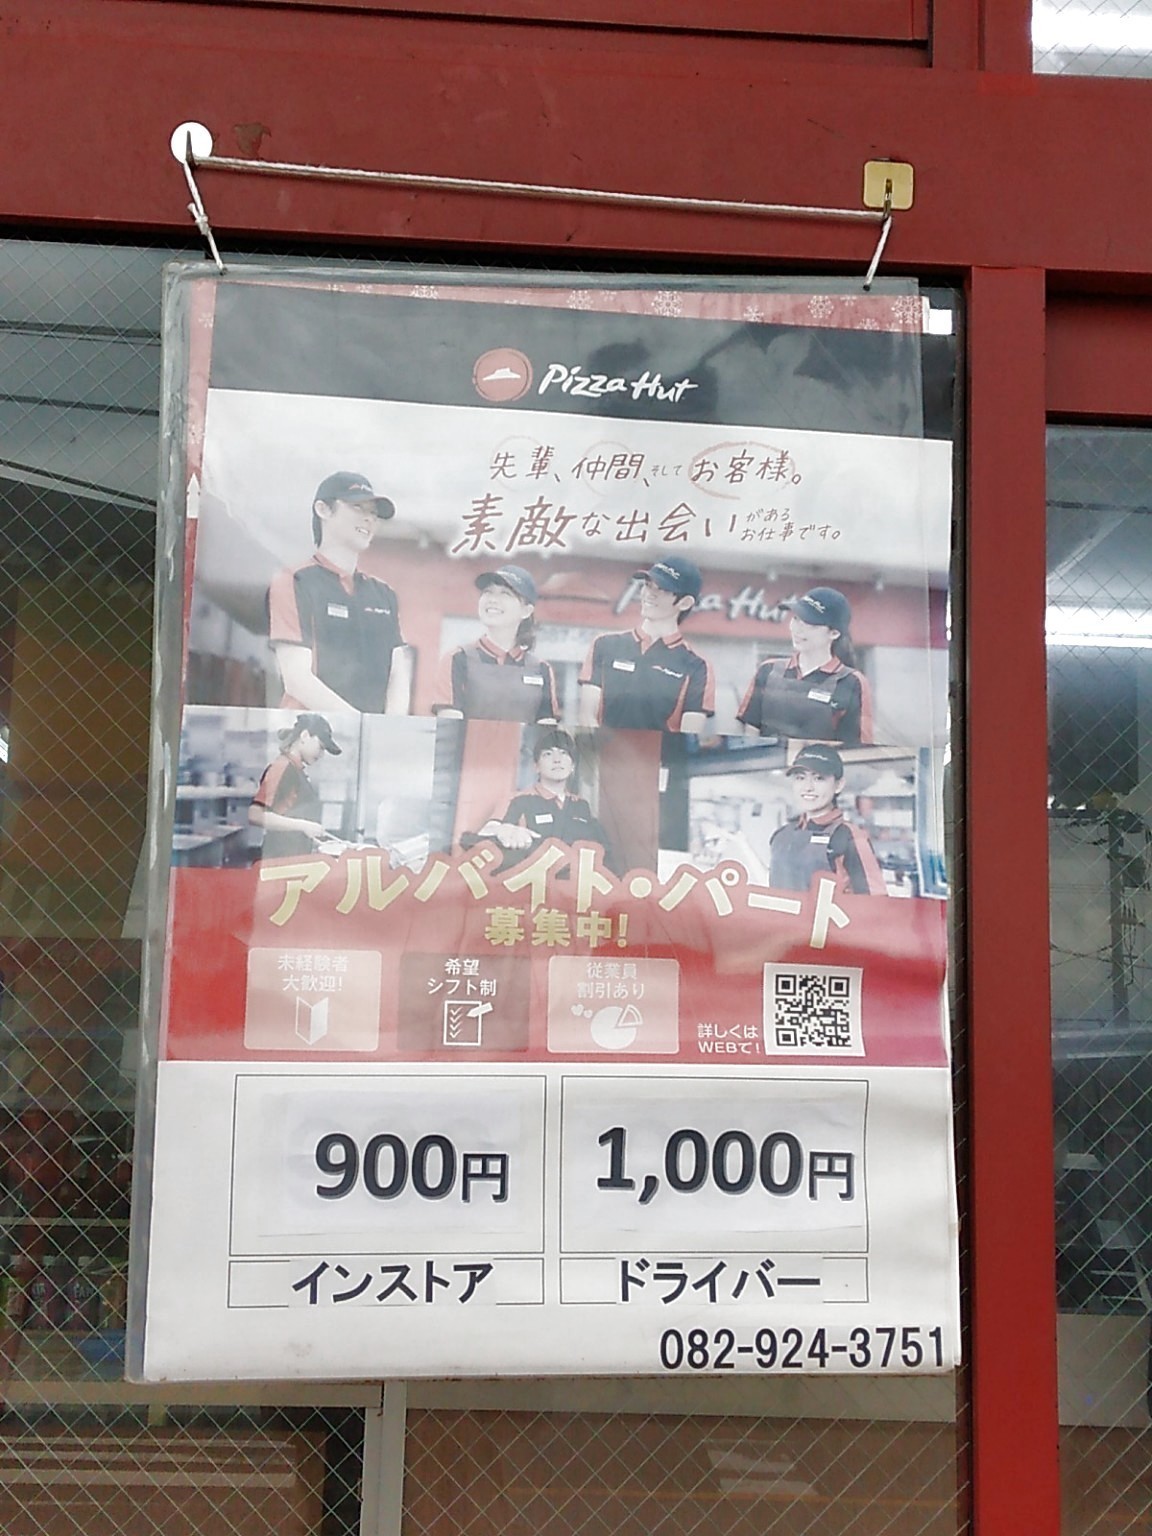 Pizza Hut
先輩、仲間、そして お客様。
素敵な出会いがあるお仕事です。
Pizza Hut
アルバイト・パート
募集中!
未経験者
大歓迎!
希望
シフト制
従業員
割引あり
詳しくは
WEBで!
900円
1,000円
インストア
ドライバー
082-924-3751